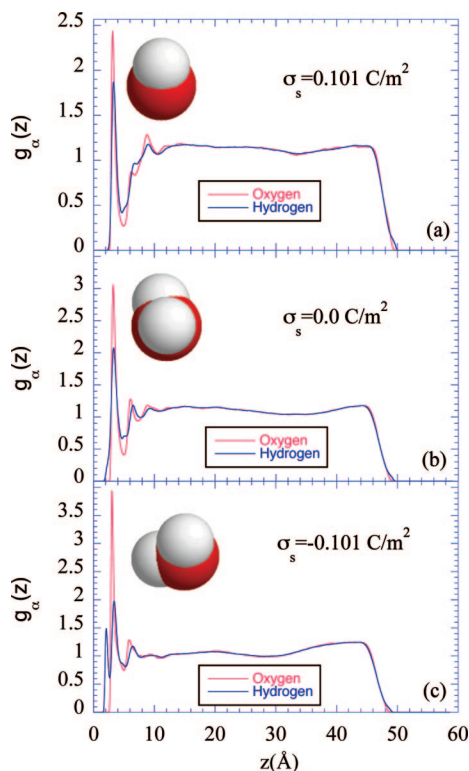 2.5
2
1.5
1
0.5
0
g_α(z)
σ_s=0.101 C/m²
Oxygen
Hydrogen
(a)
3
2.5
2
1.5
1
0.5
0
g_α(z)
σ_s=0.0 C/m²
Oxygen
Hydrogen
(b)
3.5
3
2.5
2
1.5
1
0.5
0
g_α(z)
σ_s=-0.101 C/m²
Oxygen
Hydrogen
(c)
0 10 20 30 40 50 60
z(Å)